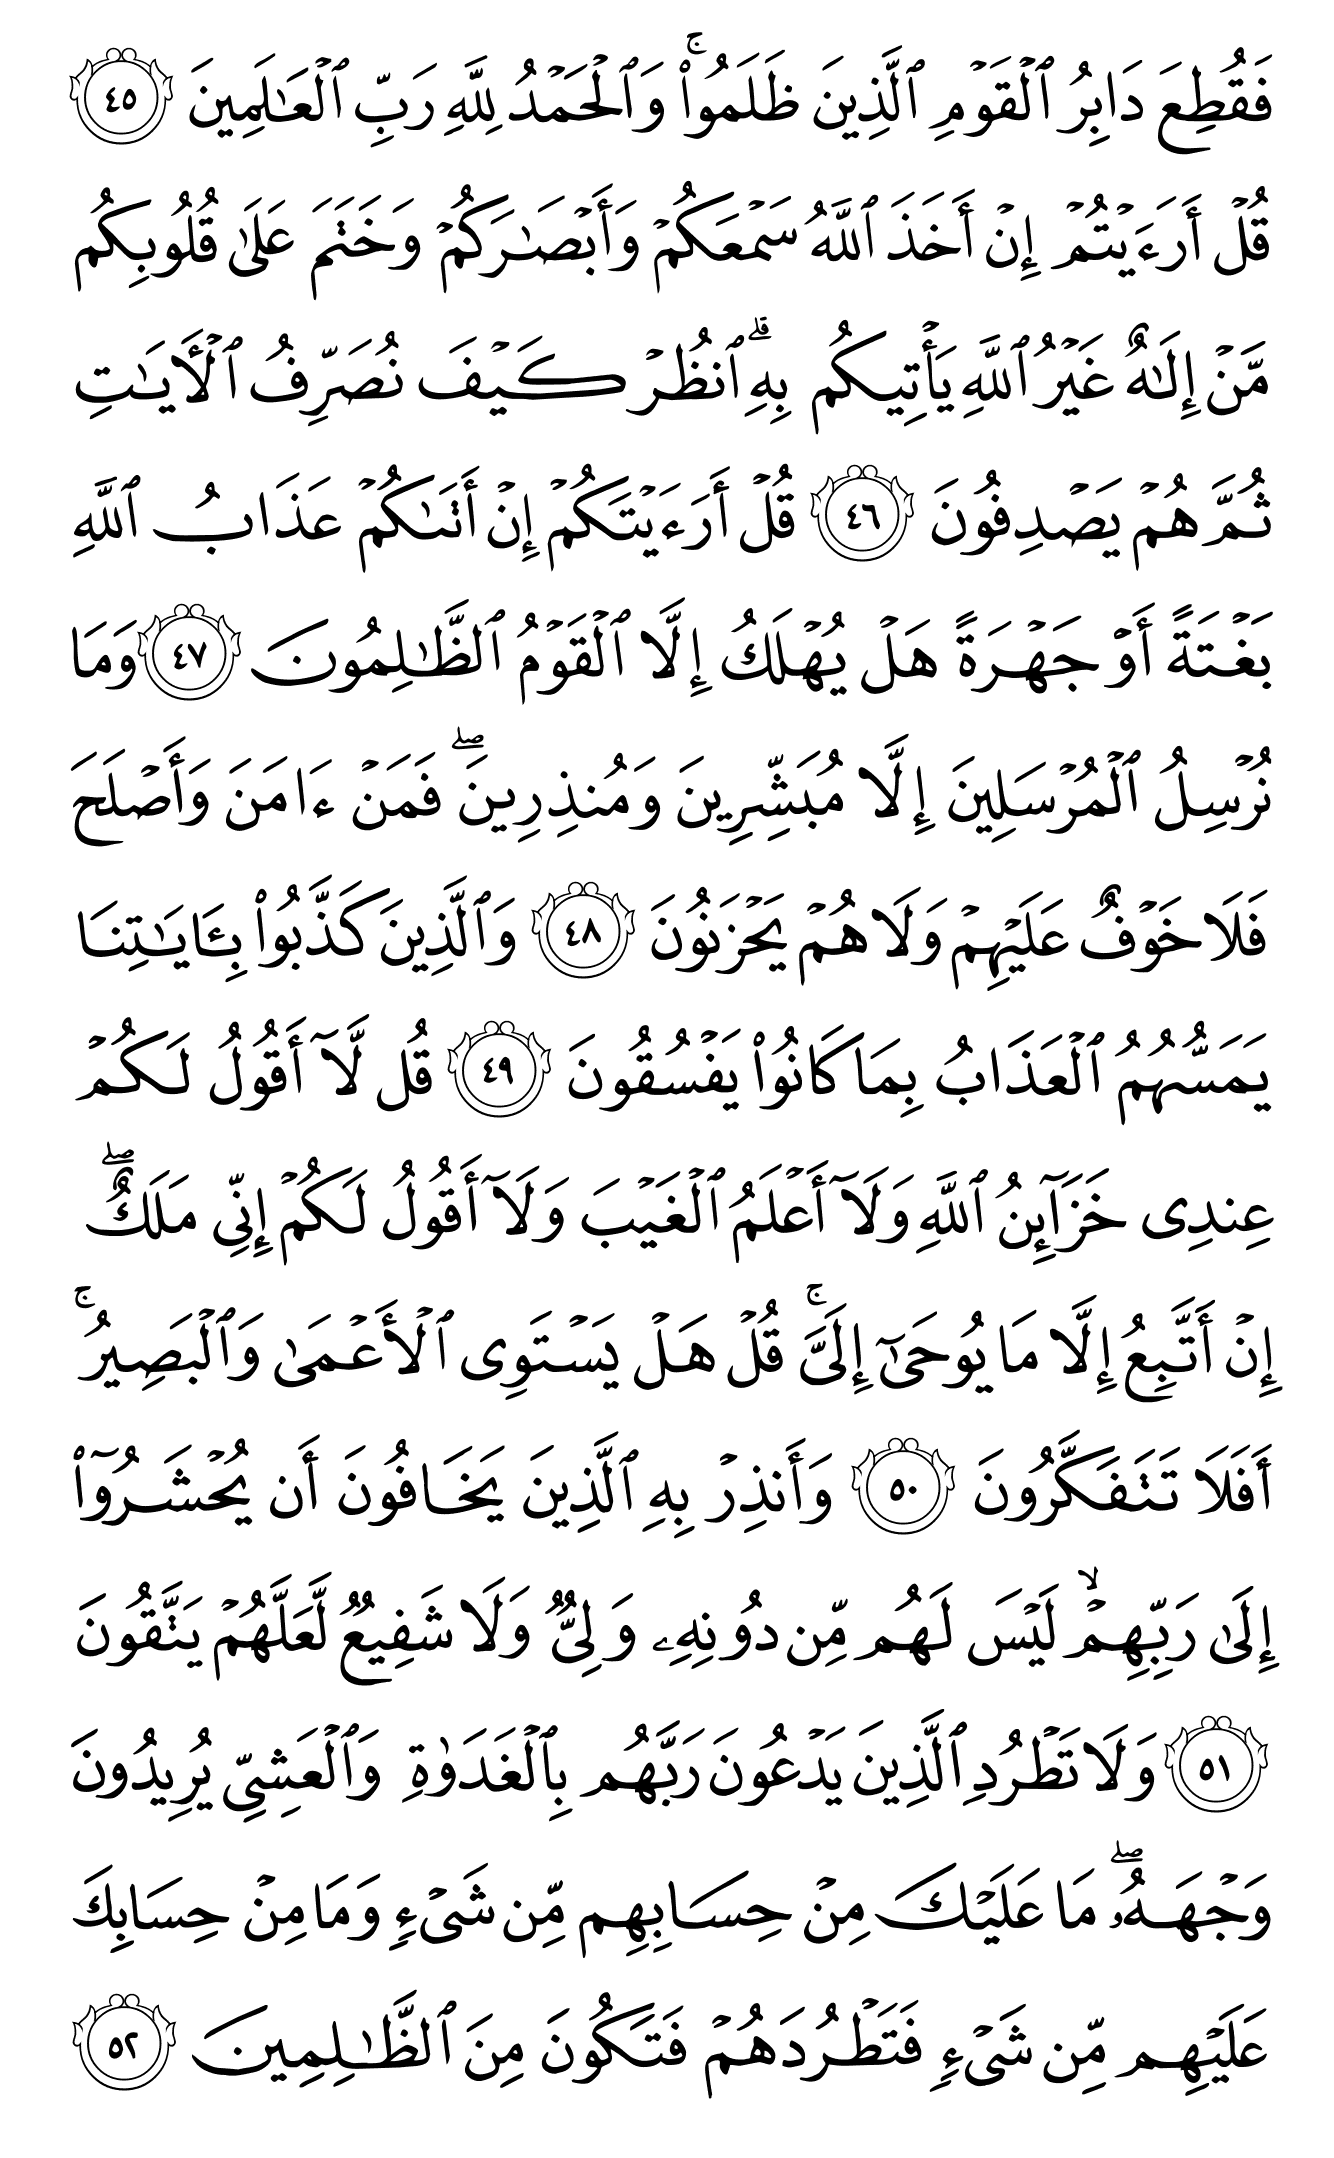 فَقُطِعَ دَابِرُ ٱلۡقَوۡمِ ٱلَّذِينَ ظَلَمُواْۚ وَٱلۡحَمۡدُ لِلَّهِ رَبِّ ٱلۡعَٰلَمِينَ ٤٥
قُلۡ أَرَءَيۡتُمۡ إِنۡ أَخَذَ ٱللَّهُ سَمۡعَكُمۡ وَأَبۡصَٰرَكُمۡ وَخَتَمَ عَلَىٰ قُلُوبِكُم
مَّنۡ إِلَٰهٌ غَيۡرُ ٱللَّهِ يَأۡتِيكُم بِهِۗ ٱنظُرۡ كَيۡفَ نُصَرِّفُ ٱلۡأٓيَٰتِ
ثُمَّ هُمۡ يَصۡدِفُونَ ٤٦ قُلۡ أَرَءَيۡتَكُمۡ إِنۡ أَتَىٰكُمۡ عَذَابُ ٱللَّهِ
بَغۡتَةً أَوۡ جَهۡرَةً هَلۡ يُهۡلَكُ إِلَّا ٱلۡقَوۡمُ ٱلظَّٰلِمُونَ ٤٧ وَمَا
نُرۡسِلُ ٱلۡمُرۡسَلِينَ إِلَّا مُبَشِّرِينَ وَمُنذِرِينَۖ فَمَنۡ ءَامَنَ وَأَصۡلَحَ
فَلَا خَوۡفٌ عَلَيۡهِمۡ وَلَا هُمۡ يَحۡزَنُونَ ٤٨ وَٱلَّذِينَ كَذَّبُواْ بِـَٔايَٰتِنَا
يَمَسُّهُمُ ٱلۡعَذَابُ بِمَا كَانُواْ يَفۡسُقُونَ ٤٩ قُل لَّآ أَقُولُ لَكُمۡ
عِندِي خَزَآئِنُ ٱللَّهِ وَلَآ أَعۡلَمُ ٱلۡغَيۡبَ وَلَآ أَقُولُ لَكُمۡ إِنِّي مَلَكٌۖ
إِنۡ أَتَّبِعُ إِلَّا مَا يُوحَىٰٓ إِلَيَّۚ قُلۡ هَلۡ يَسۡتَوِي ٱلۡأَعۡمَىٰ وَٱلۡبَصِيرُۚ
أَفَلَا تَتَفَكَّرُونَ ٥٠ وَأَنذِرۡ بِهِ ٱلَّذِينَ يَخَافُونَ أَن يُحۡشَرُوٓاْ
إِلَىٰ رَبِّهِمۡۙ لَيۡسَ لَهُم مِّن دُونِهِۦ وَلِيٌّ وَلَا شَفِيعٌ لَّعَلَّهُمۡ يَتَّقُونَ
٥١ وَلَا تَطۡرُدِ ٱلَّذِينَ يَدۡعُونَ رَبَّهُم بِٱلۡغَدَوٰةِ وَٱلۡعَشِيِّ يُرِيدُونَ
وَجۡهَهُۥۖ مَا عَلَيۡكَ مِنۡ حِسَابِهِم مِّن شَيۡءٖ وَمَا مِنۡ حِسَابِكَ
عَلَيۡهِم مِّن شَيۡءٖ فَتَطۡرُدَهُمۡ فَتَكُونَ مِنَ ٱلظَّٰلِمِينَ ٥٢